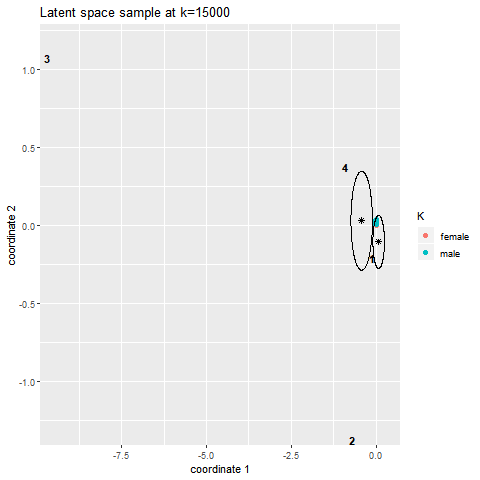 Latent space sample at k=15000
3
1.0
0.5
4
K
0.0
female
male
1
-0.5
-1.0
2
-7.5 -5.0 -2.5 0.0
coordinate 1
coordinate 2